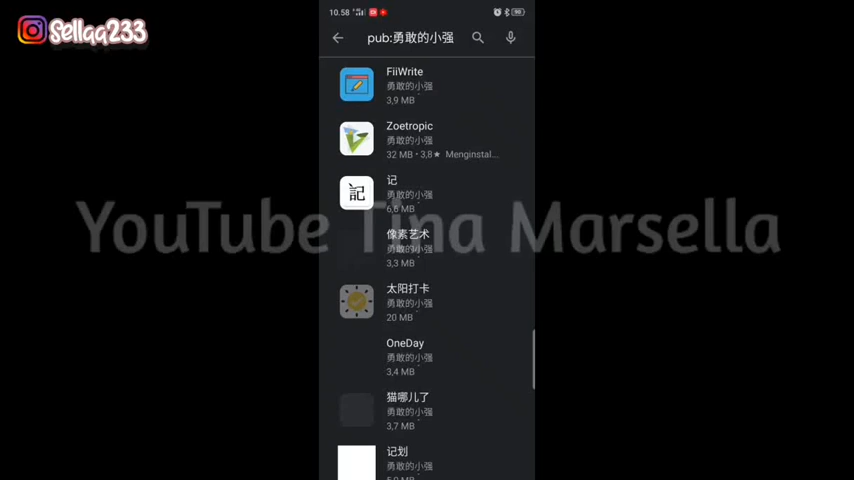 Sellaa233
10.58
90
pub:勇敢的小强
FiiWrite
勇敢的小强
3,9 MB
Zoetropic
勇敢的小强
32 MB • 3,8★ Menginstal...
记
勇敢的小强
6,6 MB
記
YouTube Tina Marsella
像素艺术
勇敢的小强
3,3 MB
太阳打卡
勇敢的小强
20 MB
OneDay
勇敢的小强
3,4 MB
猫哪儿了
勇敢的小强
3,7 MB
记划
勇敢的小强